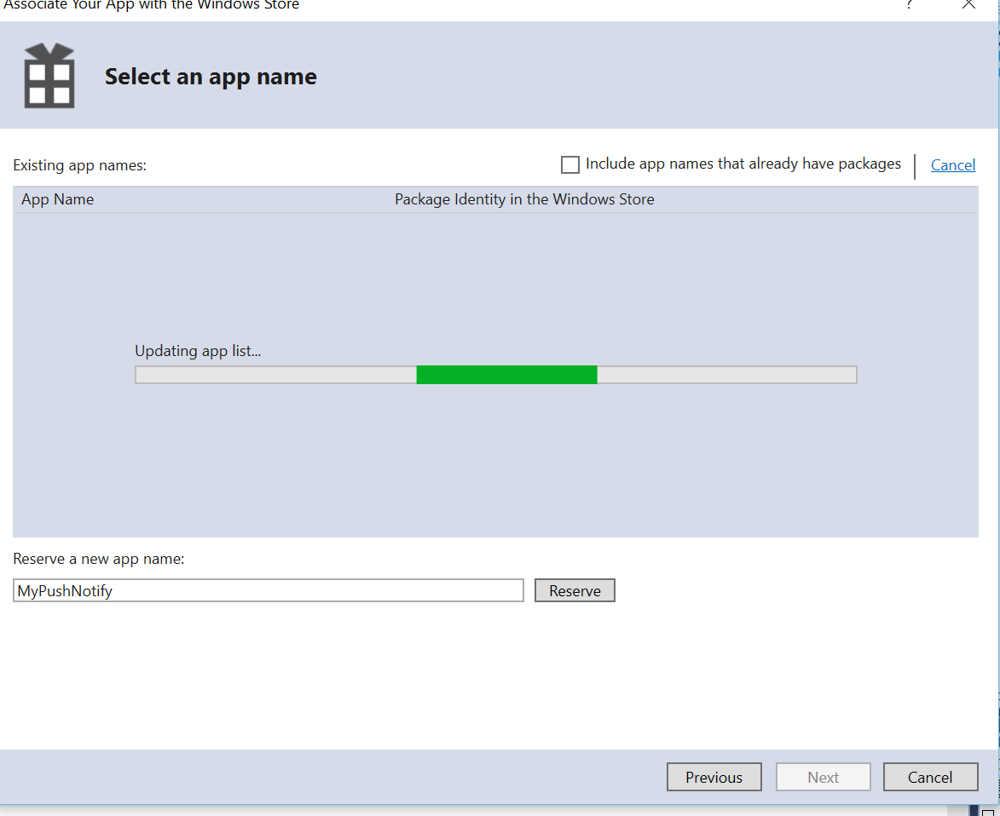 Associate Your App with the Windows Store
?
Select an app name
Existing app names:
Include app names that already have packages
Cancel
App Name
Package Identity in the Windows Store
Updating app list...
Reserve a new app name:
MyPushNotify
Reserve
Previous
Next
Cancel